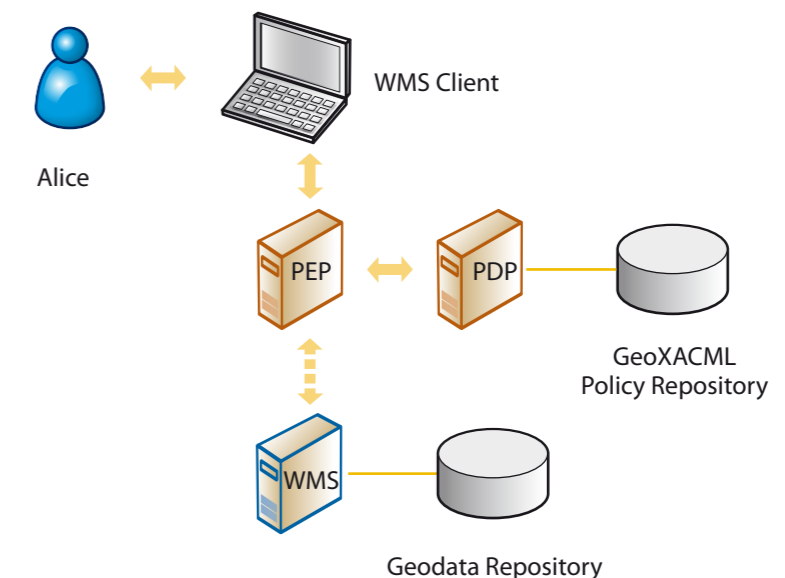 WMS Client
Alice
PEP
PDP
GeoXACML
Policy Repository
WMS
Geodata Repository